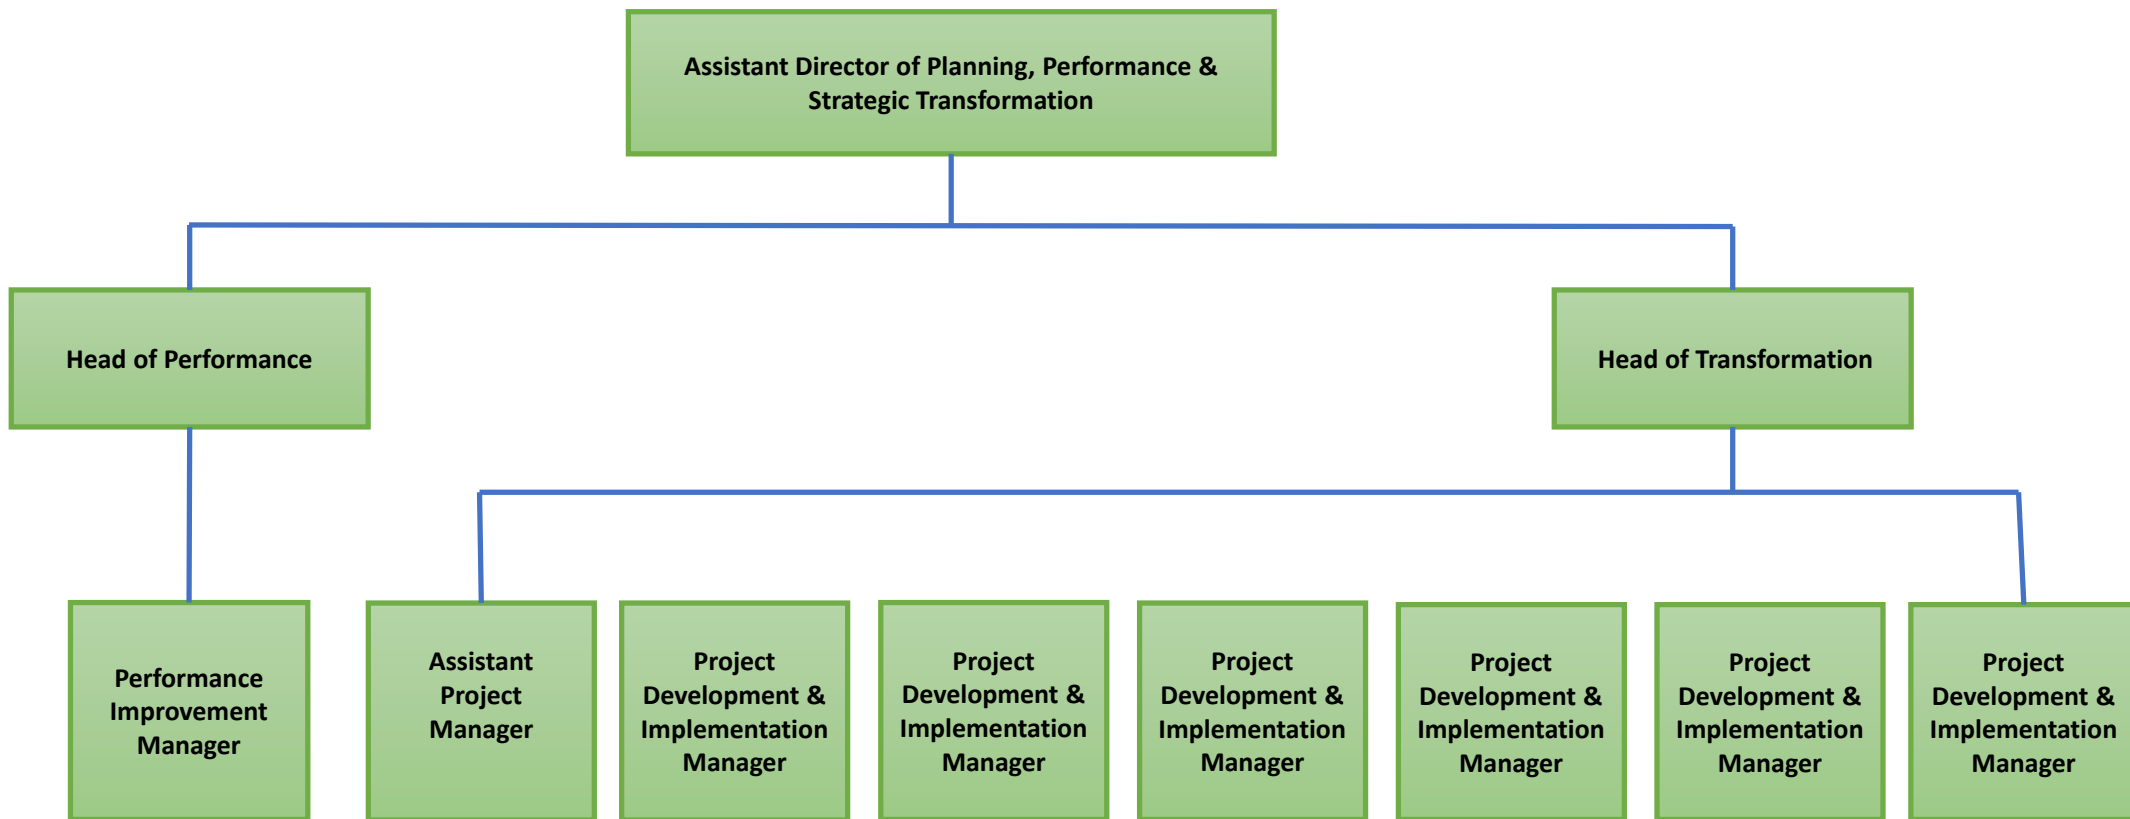 Assistant Director of Planning, Performance &
Strategic Transformation
Head of Performance
Head of Transformation
Performance
Improvement
Manager
Assistant
Project
Manager
Project
Development &
Implementation
Manager
Project
Development &
Implementation
Manager
Project
Development &
Implementation
Manager
Project
Development &
Implementation
Manager
Project
Development &
Implementation
Manager
Project
Development &
Implementation
Manager